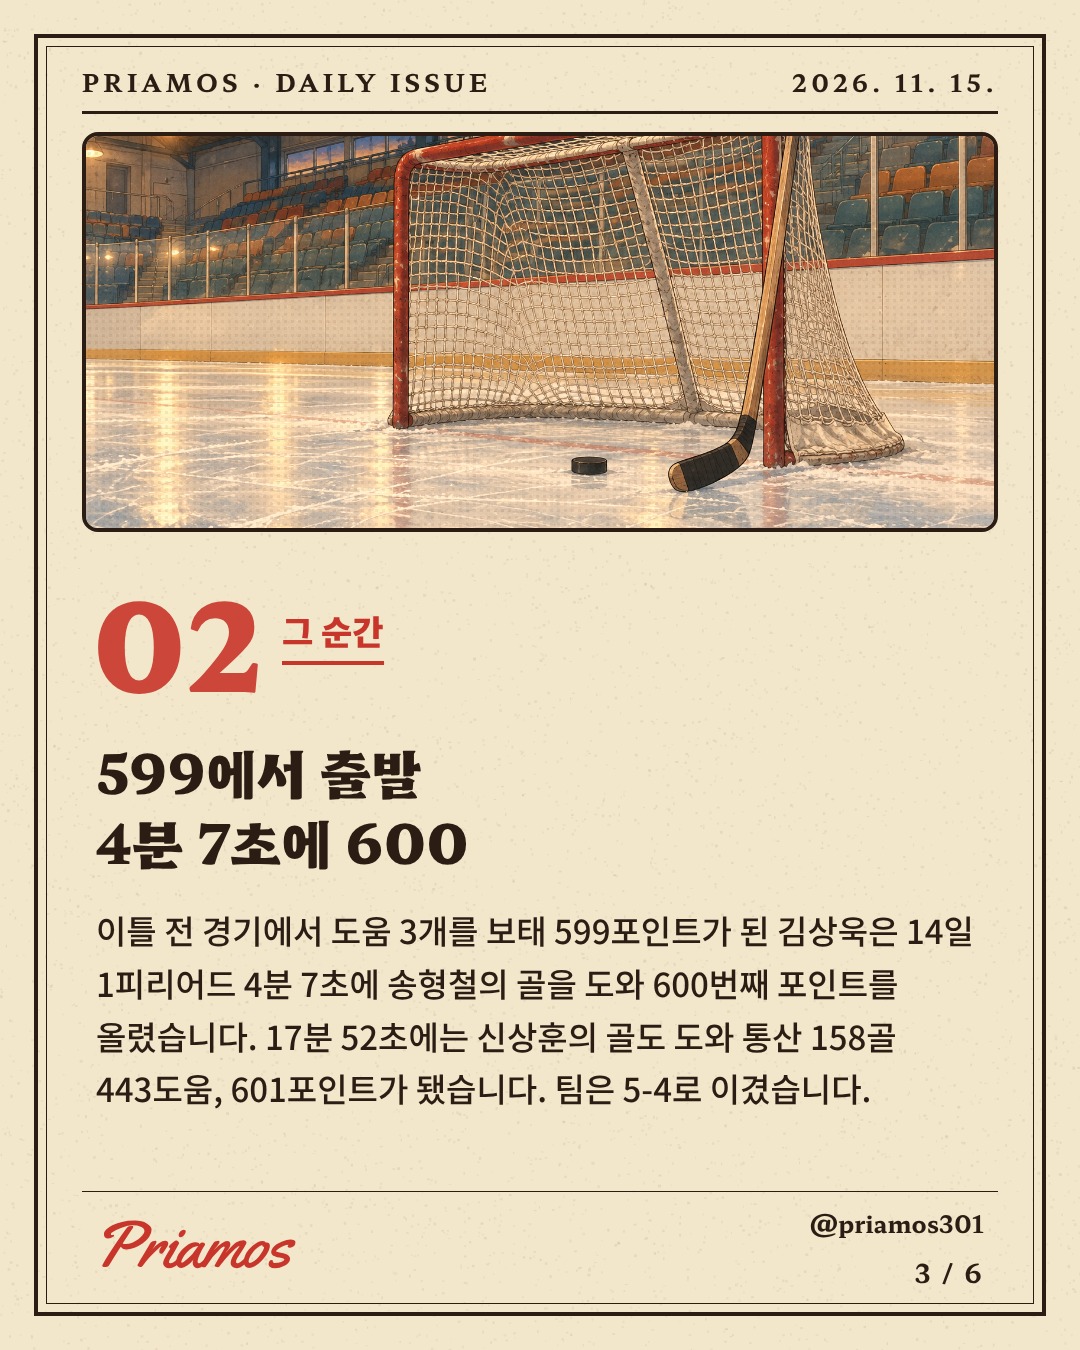 PRIAMOS · DAILY ISSUE
2026. 11. 15.
02
그 순간
599에서 출발
4분 7초에 600
이틀 전 경기에서 도움 3개를 보태 599포인트가 된 김상욱은 14일
1피리어드 4분 7초에 송형철의 골을 도와 600번째 포인트를
올렸습니다. 17분 52초에는 신상훈의 골도 도와 통산 158골
443도움, 601포인트가 됐습니다. 팀은 5-4로 이겼습니다.
Priamos
@priamos301
3 / 6